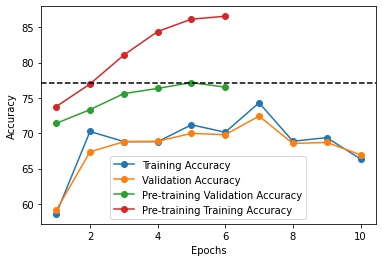 85
80
75
70
65
60
Accuracy
Training Accuracy
Validation Accuracy
Pre-training Validation Accuracy
Pre-training Training Accuracy
2
4
6
8
10
Epochs